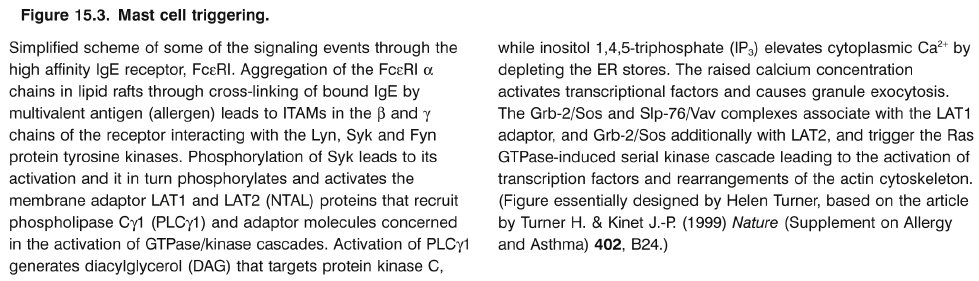 Figure 15.3. Mast cell triggering.
Simplified scheme of some of the signaling events through the
high affinity IgE receptor, FcεRI. Aggregation of the FcεRI α
chains in lipid rafts through cross-linking of bound IgE by
multivalent antigen (allergen) leads to ITAMs in the β and γ
chains of the receptor interacting with the Lyn, Syk and Fyn
protein tyrosine kinases. Phosphorylation of Syk leads to its
activation and it in turn phosphorylates and activates the
membrane adaptor LAT1 and LAT2 (NTAL) proteins that recruit
phospholipase Cγ1 (PLCγ1) and adaptor molecules concerned
in the activation of GTPase/kinase cascades. Activation of PLCγ1
generates diacylglycerol (DAG) that targets protein kinase C,
while inositol 1,4,5-triphosphate (IP₃) elevates cytoplasmic Ca²⁺ by
depleting the ER stores. The raised calcium concentration
activates transcriptional factors and causes granule exocytosis.
The Grb-2/Sos and Slp-76/Vav complexes associate with the LAT1
adaptor, and Grb-2/Sos additionally with LAT2, and trigger the Ras
GTPase-induced serial kinase cascade leading to the activation of
transcription factors and rearrangements of the actin cytoskeleton.
(Figure essentially designed by Helen Turner, based on the article
by Turner H. & Kinet J.-P. (1999) Nature (Supplement on Allergy
and Asthma) 402, B24.)